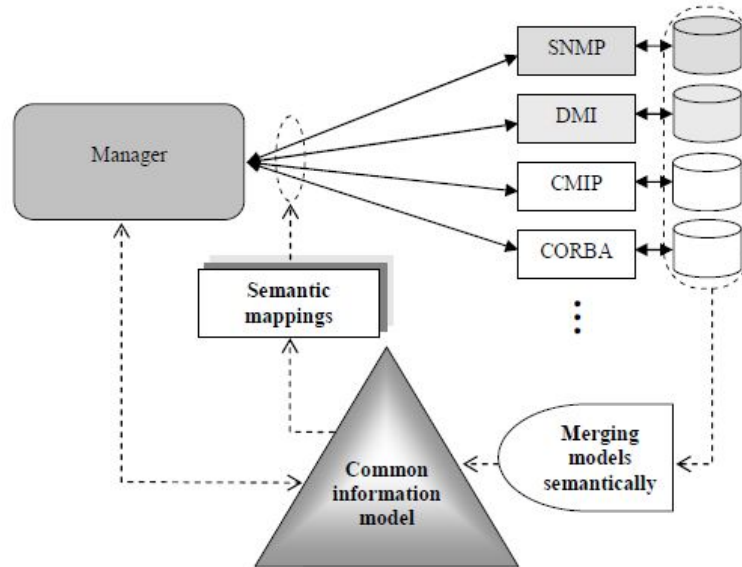 SNMP
DMI
Manager
CMIP
CORBA
Semantic
mappings
Merging
models
semantically
Common
information
model